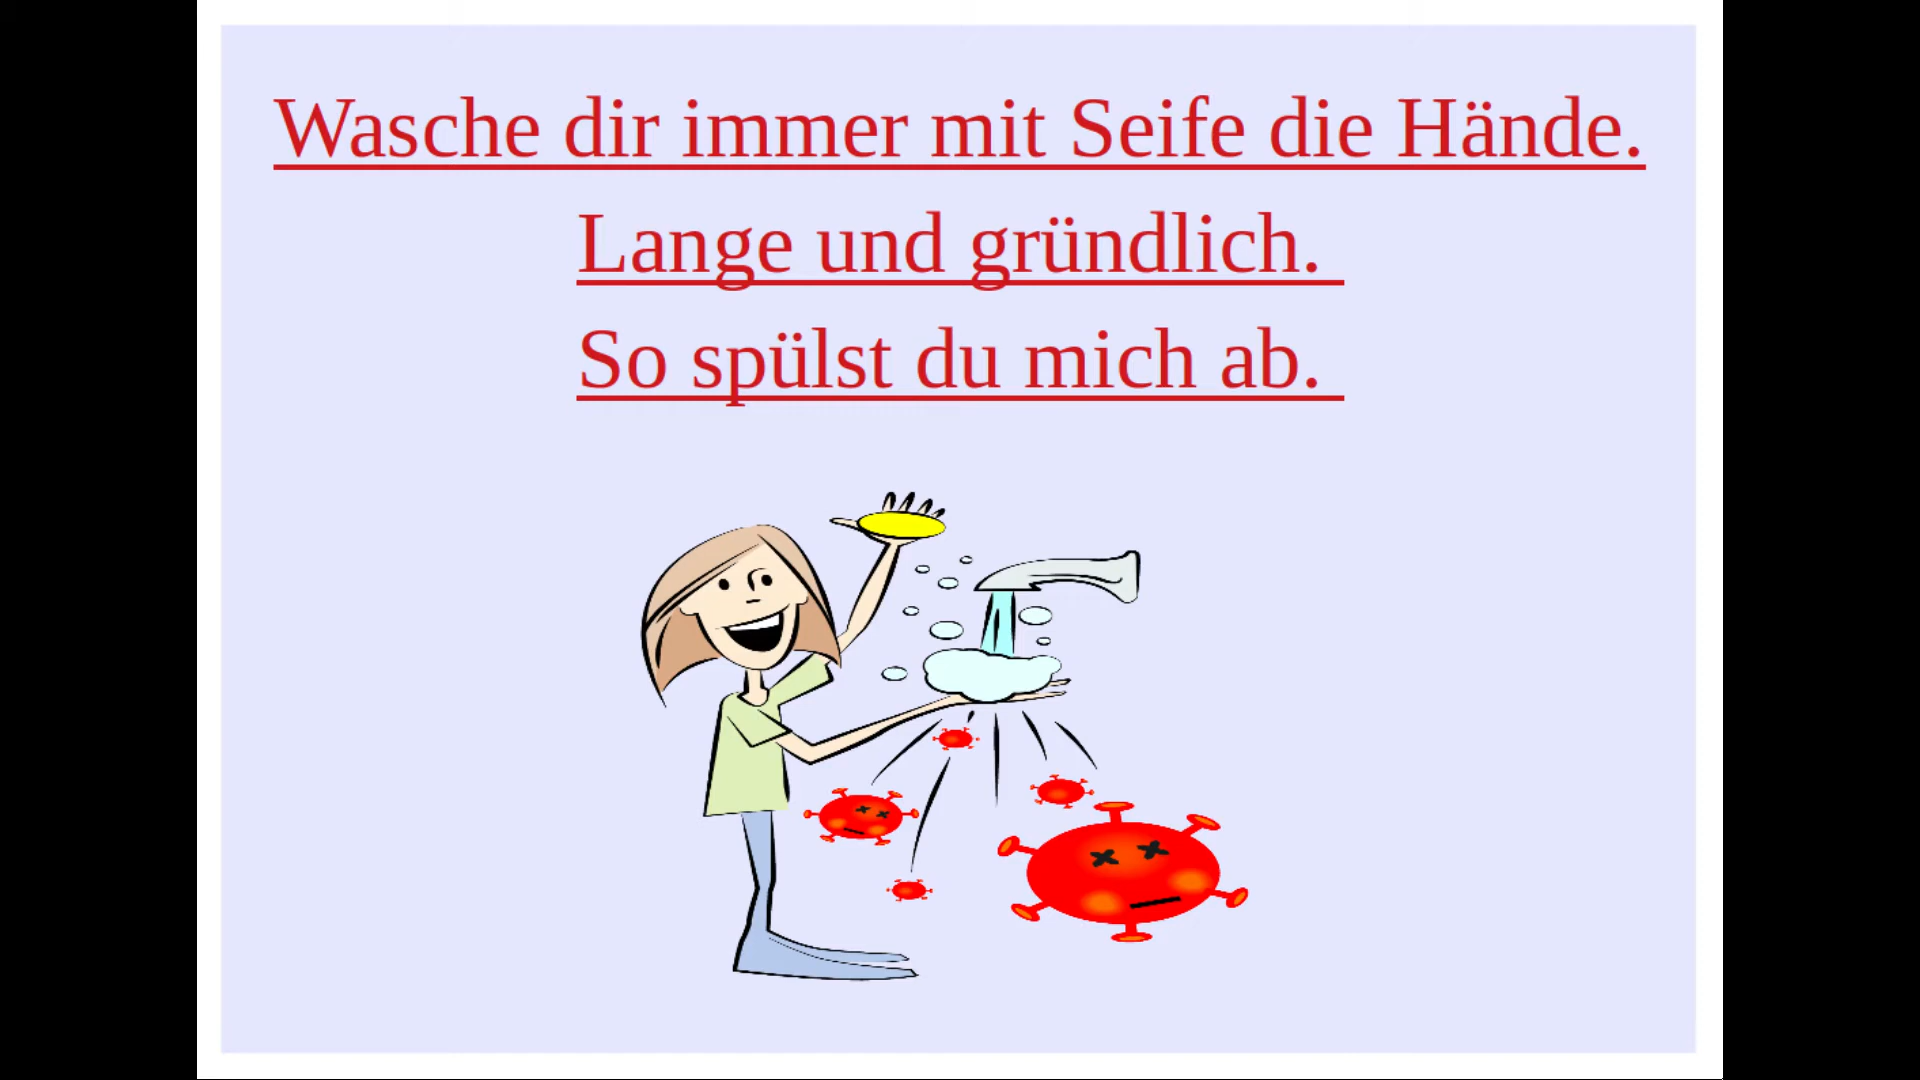 Wasche dir immer mit Seife die Hände.
Lange und gründlich.
So spülst du mich ab.